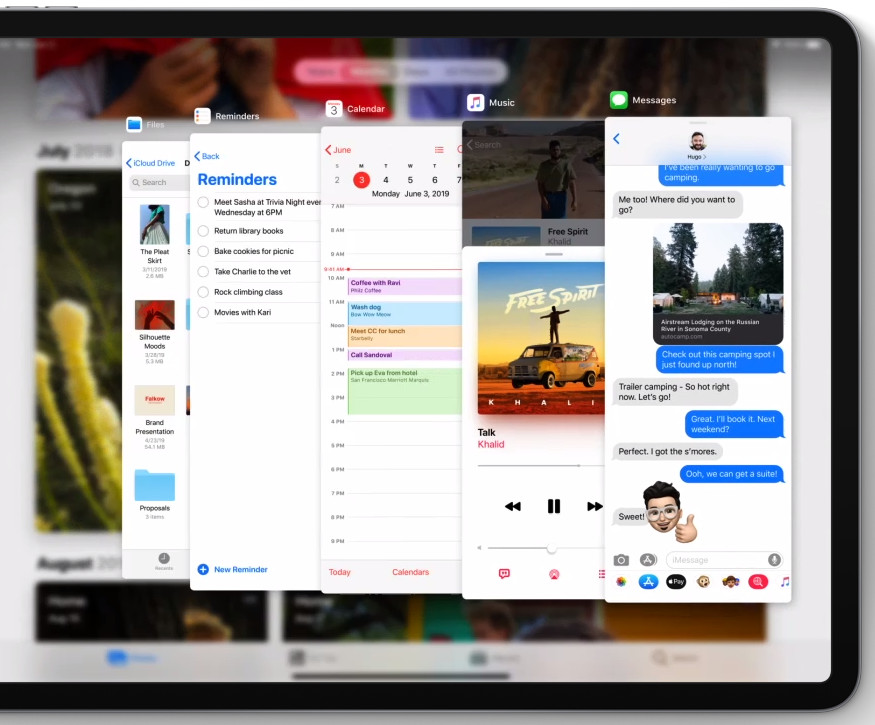 Files
iCloud Drive
Search
The Pleat
Skirt
3/11/2019
2.6 MB
Silhouette
Moods
3/28/19
5.3 MB
Falkow
Brand
Presentation
4/23/19
54.1 MB
Proposals
3 items
Recents
Reminders
Back
Reminders
Meet Sasha at Trivia Night
Wednesday at 6PM
Return library books
Bake cookies for picnic
Take Charlie to the vet
Rock climbing class
Movies with Kari
New Reminder
3
Calendar
June
S M T W T F
2 3 4 5 6 7
Monday June 3, 2019
7 AM
8 AM
9 AM
9:41 AM
10 AM
Coffee with Ravi
Philz Coffee
11 AM
Wash dog
Bow Wow Meow
Noon
Meet CC for lunch
Starbelly
1 PM
Call Sandoval
2 PM
Pick up Eva from hotel
San Francisco Marriott Marquis
3 PM
4 PM
5 PM
6 PM
7 PM
8 PM
9 PM
Today
Calendars
Music
Search
Free Spirit
Khalid
FREE SPIRIT
K H A L I
Talk
Khalid
Messages
Hugo
I've been really wanting to go
camping.
Me too! Where did you want to
go?
Airstream Lodging on the Russian
River in Sonoma County
autocamp.com
Check out this camping spot I
just found up north!
Trailer camping - So hot right
now. Let's go!
Great. I'll book it. Next
weekend?
Perfect. I got the s'mores.
Ooh, we can get a suite!
Sweet!
iMessage
Pay
July 2018
Oregon
August
Home